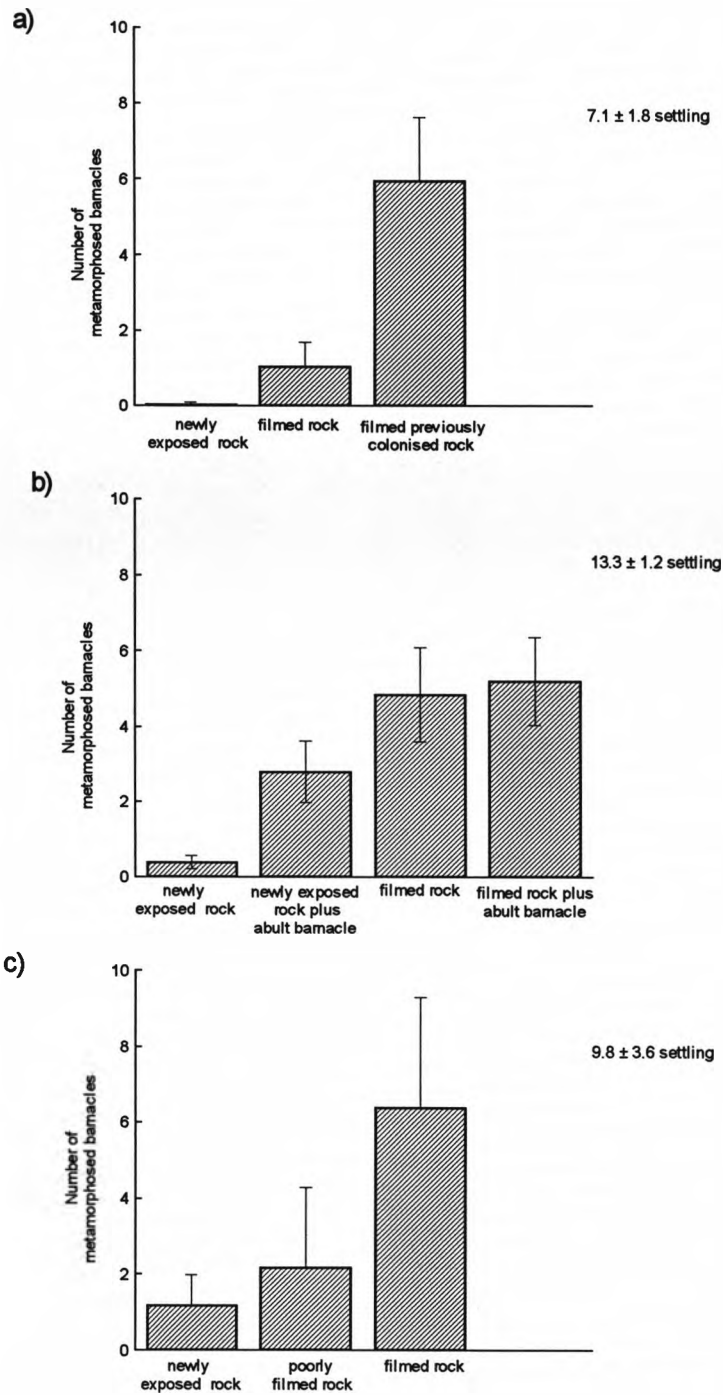 a)
10
8
6
4
2
0
Number of
metamorphosed barnacles
7.1 ± 1.8 settling
newly
exposed rock
filmed rock
filmed previously
colonised rock
b)
10
8
6
4
2
0
Number of
metamorphosed barnacles
13.3 ± 1.2 settling
newly
exposed rock
newly exposed
rock plus
abult barnacle
filmed rock
filmed rock plus
abult barnacle
c)
10
8
6
4
2
0
Number of
metamorphosed barnacles
9.8 ± 3.6 settling
newly
exposed rock
poorly
filmed rock
filmed rock